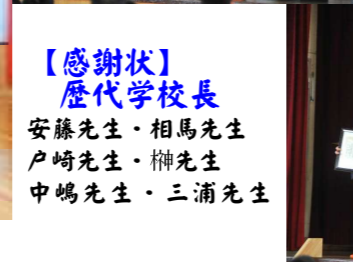 【感謝状】
歴代学校長
安藤先生・相馬先生
戸崎先生・榊先生
中嶋先生・三浦先生